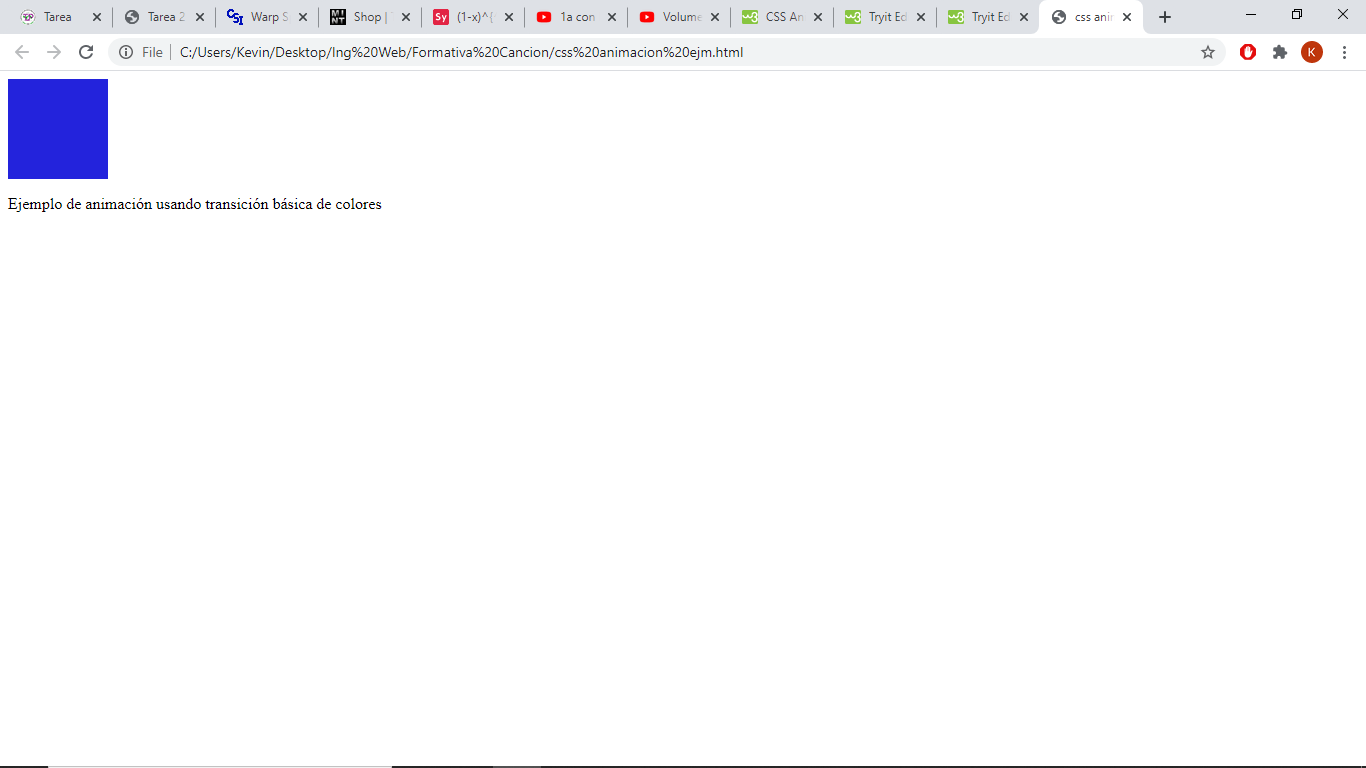 Tarea
Tarea 2
Warp S
Shop |
(1-x)^{
1a con
Volume
CSS An
Tryit Ed
Tryit Ed
css ani
File
C:/Users/Kevin/Desktop/Ing%20Web/Formativa%20Cancion/css%20animacion%20ejm.html
K
Ejemplo de animación usando transición básica de colores